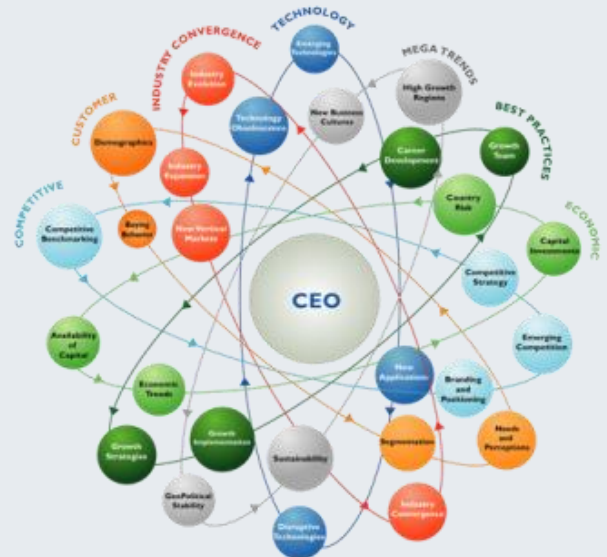 TECHNOLOGY
INDUSTRY CONVERGENCE
MEGA TRENDS
CUSTOMER
BEST PRACTICES
COMPETITIVE
ECONOMIC
Emerging
Technologies
Industry
Evolution
High Growth
Regions
New Business
Cultures
Technology
Obsolescence
Demographics
Career
Development
Growth
Team
Industry
Expansion
Country
Risk
Buying
Behavior
New Vertical
Markets
Competitive
Benchmarking
Capital
Investments
Competitive
Strategy
CEO
Availability
of
Capital
Emerging
Competition
Economic
Trends
New
Applications
Branding
and
Positioning
Growth
Strategies
Growth
Implementation
Sustainability
Segmentation
Needs
and
Perceptions
GeoPolitical
Stability
Disruptive
Technologies
Industry
Convergence